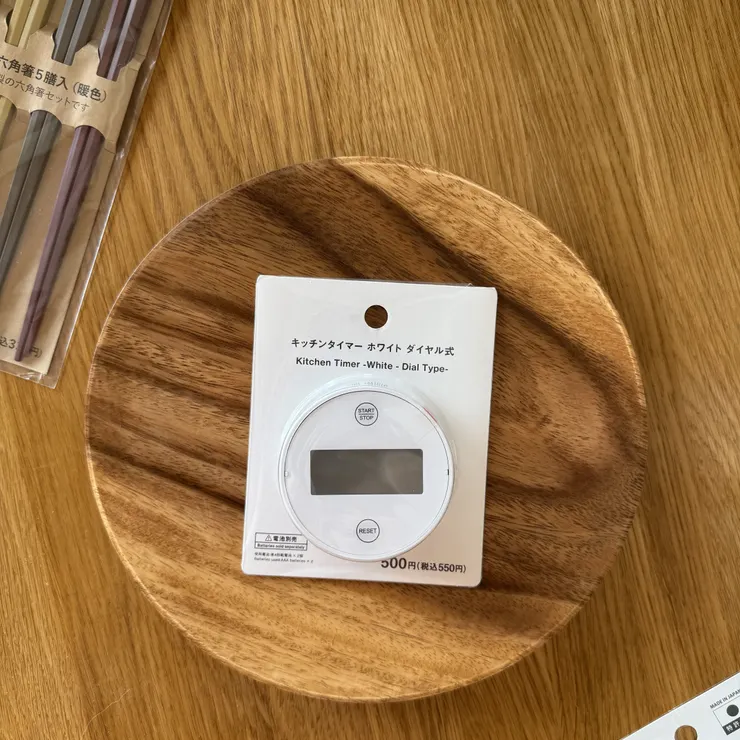 六角箸5膳入(暖色)
製の六角箸セットです
キッチンタイマー ホワイト ダイヤル式
Kitchen Timer -White - Dial Type-
START
STOP
RESET
⚠電池別売
Batteries sold separately
500円(税込550円)
MADE IN JAPAN